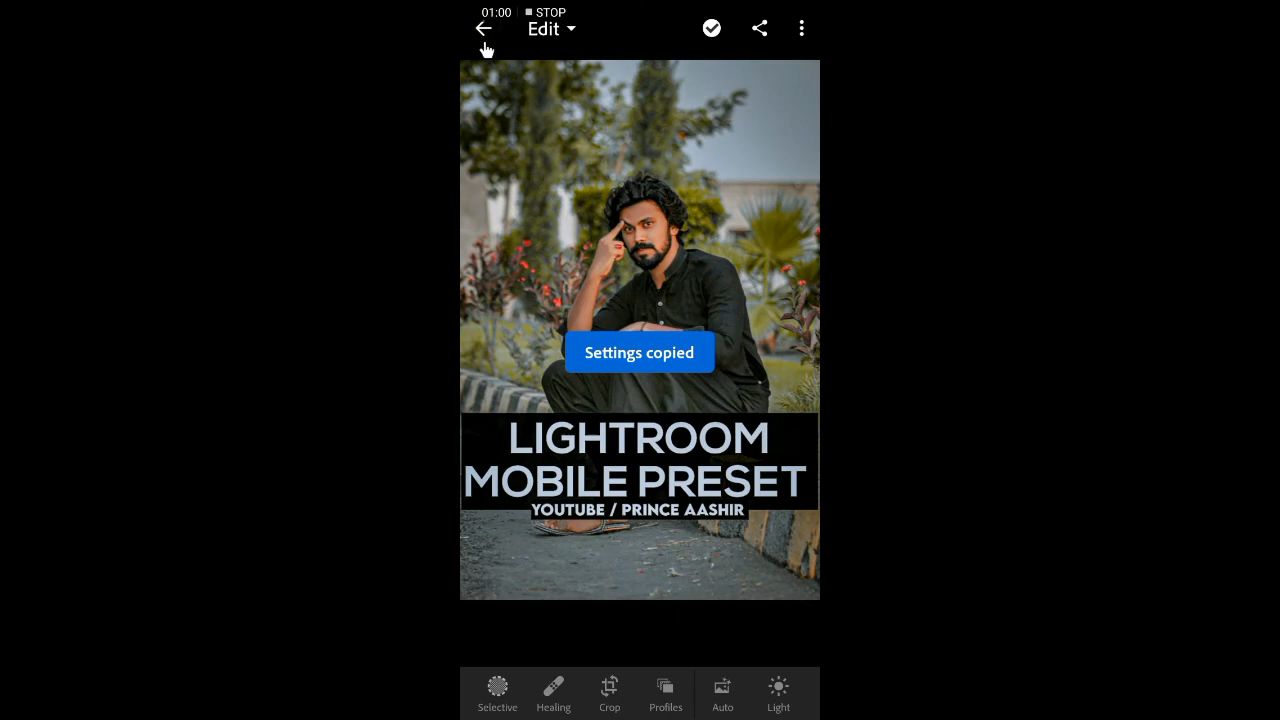 01:00 STOP
Edit
Settings copied
LIGHTROOM
MOBILE PRESET
YOUTUBE / PRINCE AASHIR
Selective Healing Crop Profiles Auto Light